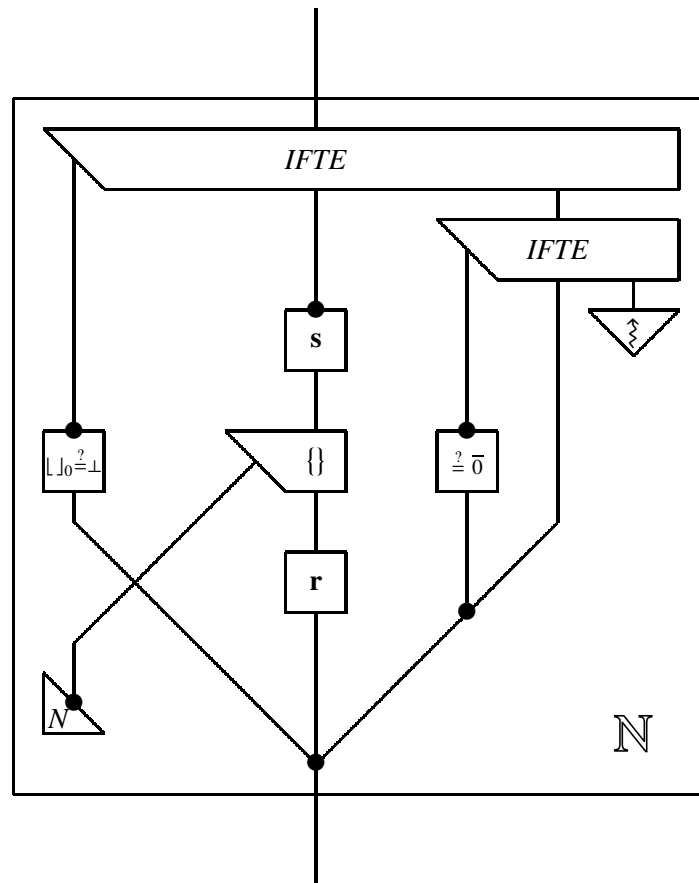 IFTE
IFTE
s
⌊⌋₀ ≟ ⊥
{}
≟ 0̅
r
N
ℕ